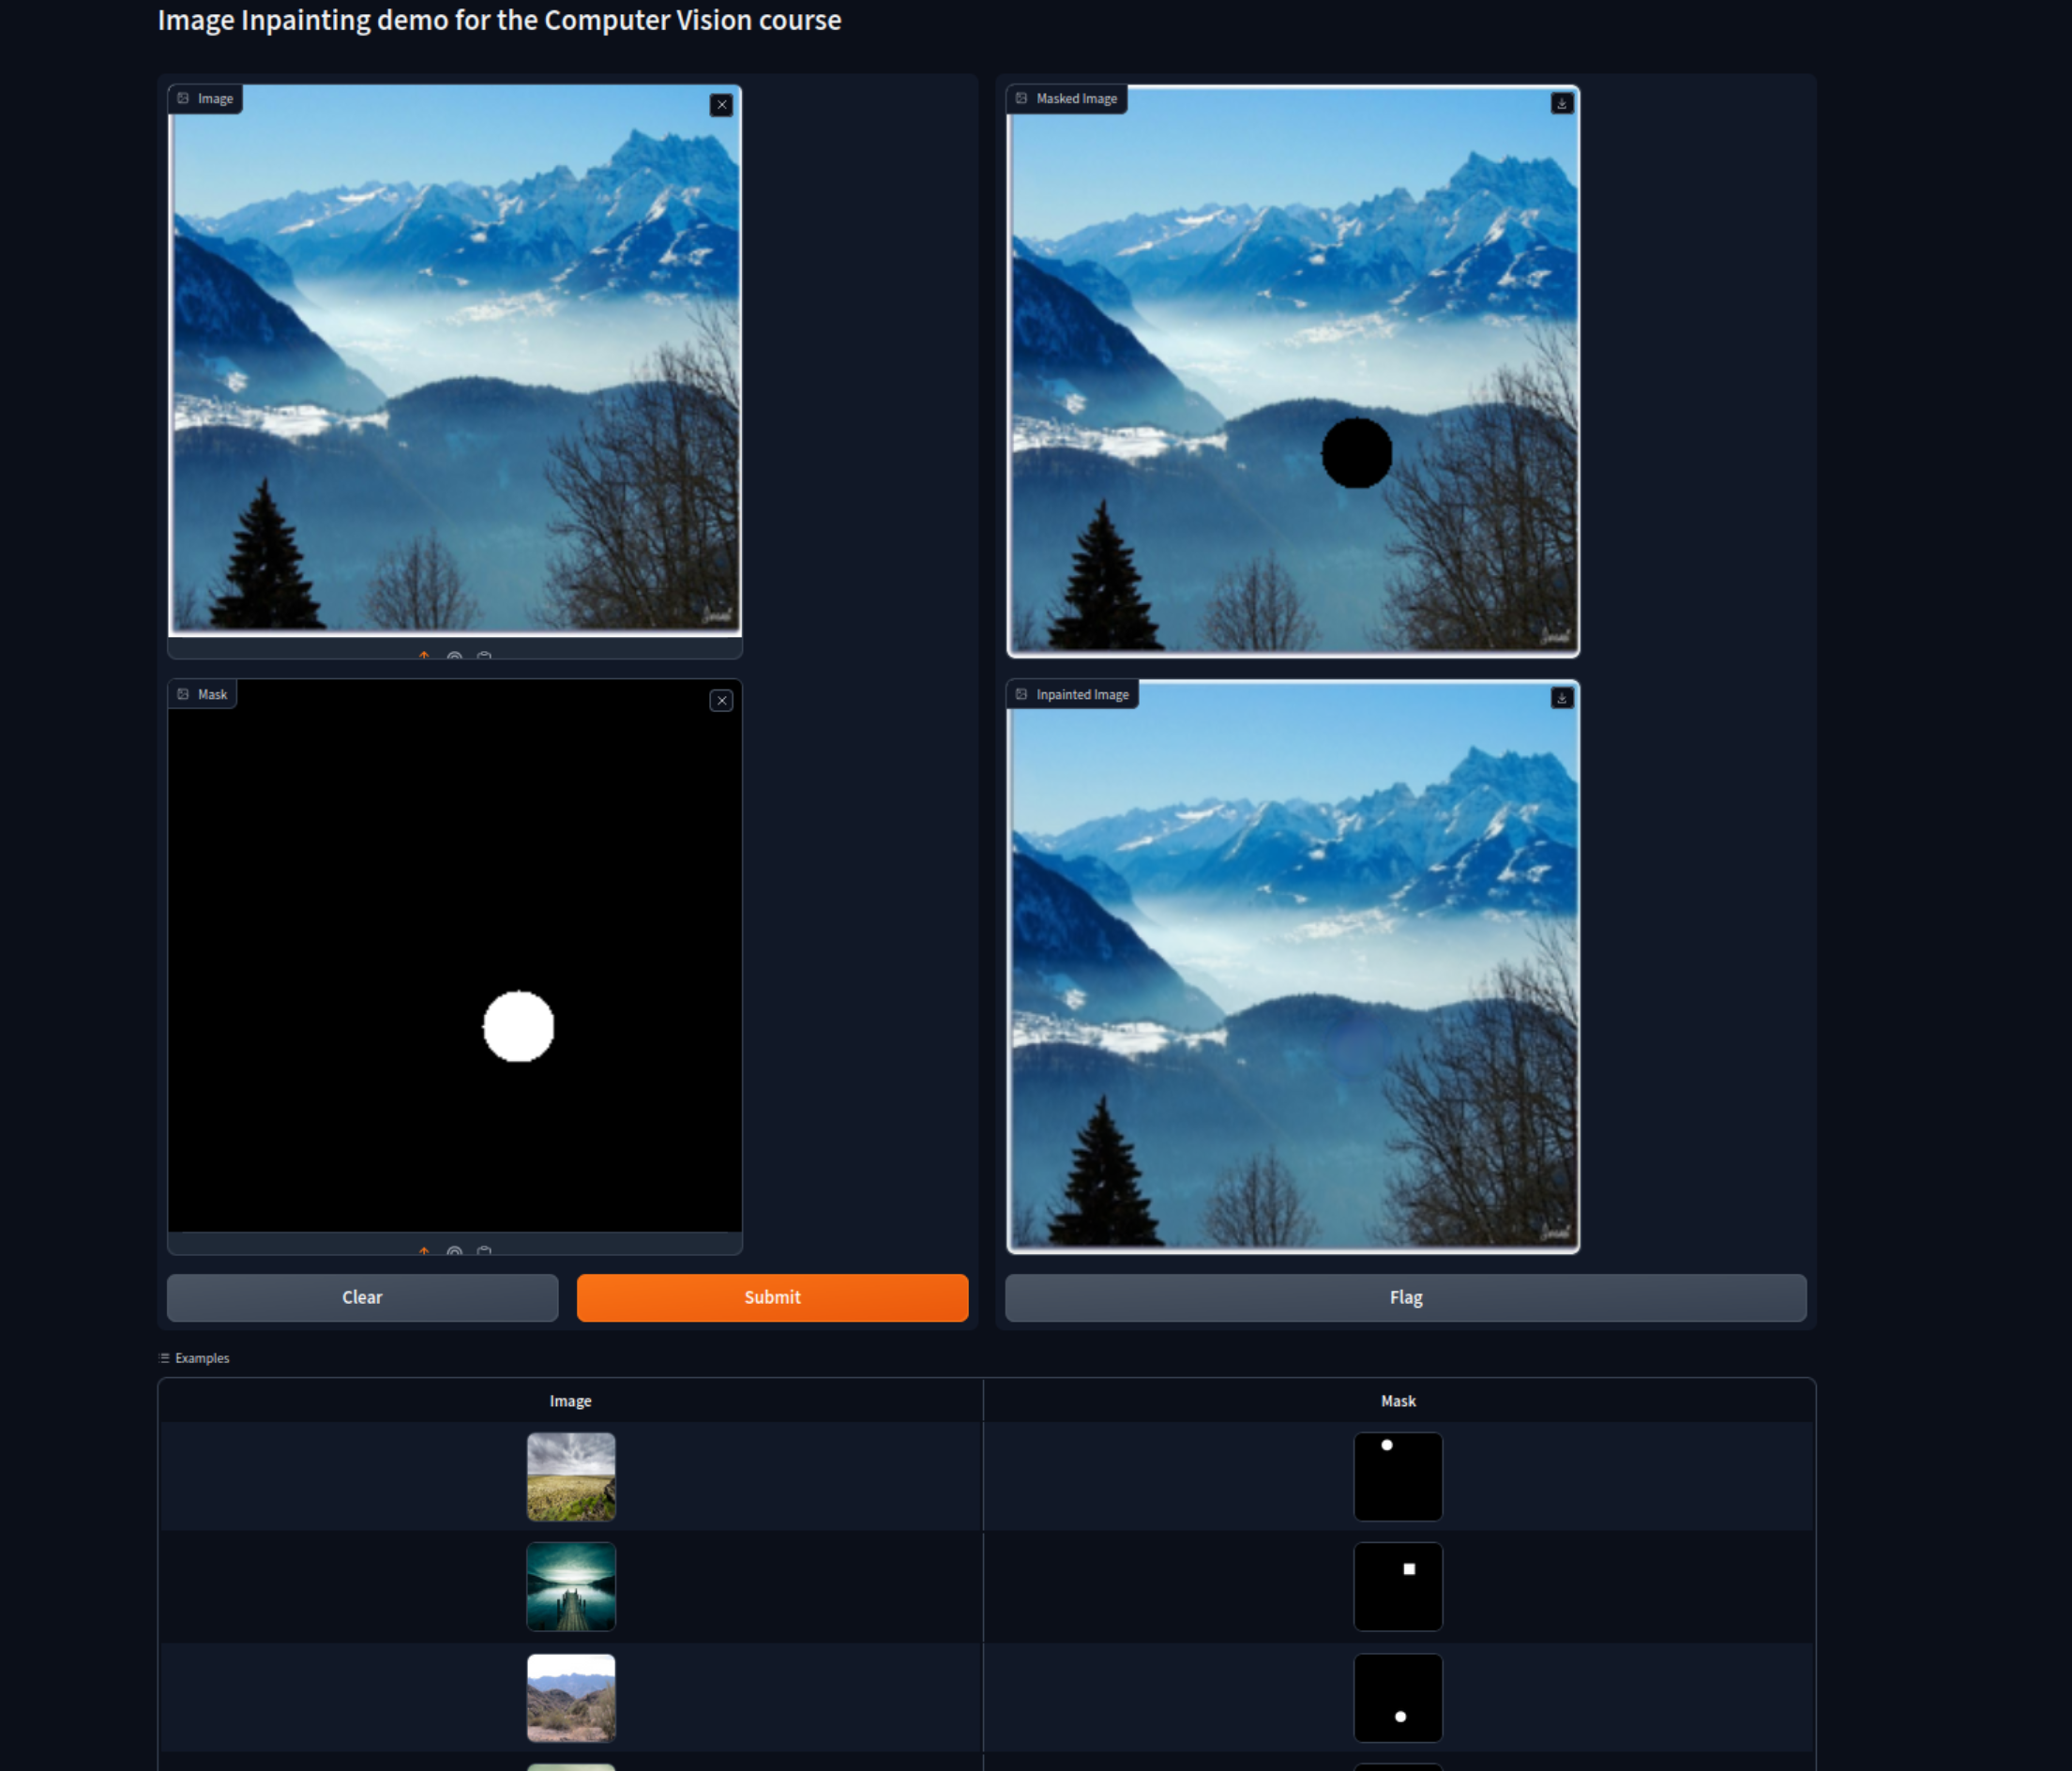 Image Inpainting demo for the Computer Vision course
Image
Masked Image
Mask
Inpainted Image
Clear
Submit
Flag
Examples
Image
Mask